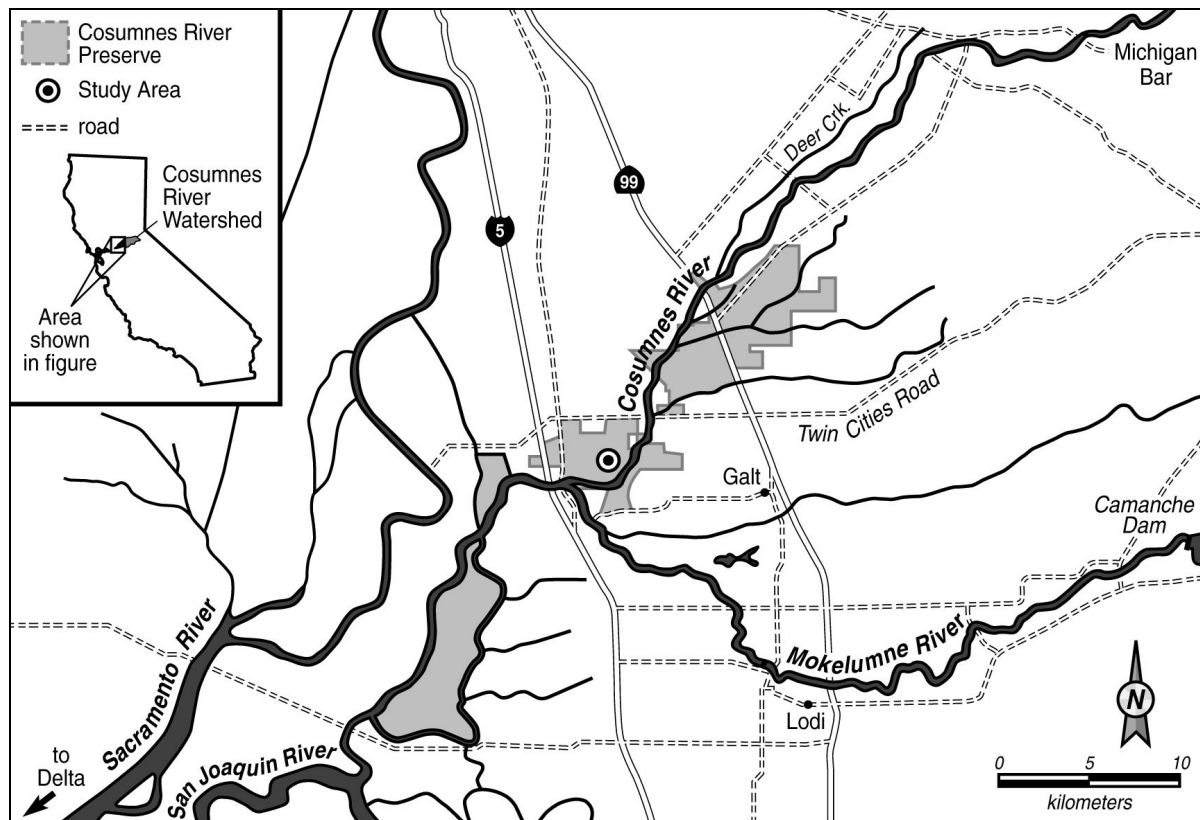 Cosumnes River
Preserve
Study Area
road
Cosumnes
River
Watershed
Area
shown
in figure
5
99
Michigan
Bar
Deer Crk.
Cosumnes River
Twin Cities Road
Galt
Camanche
Dam
Mokelumne River
Lodi
Sacramento River
San Joaquin River
to
Delta
N
0 5 10
kilometers